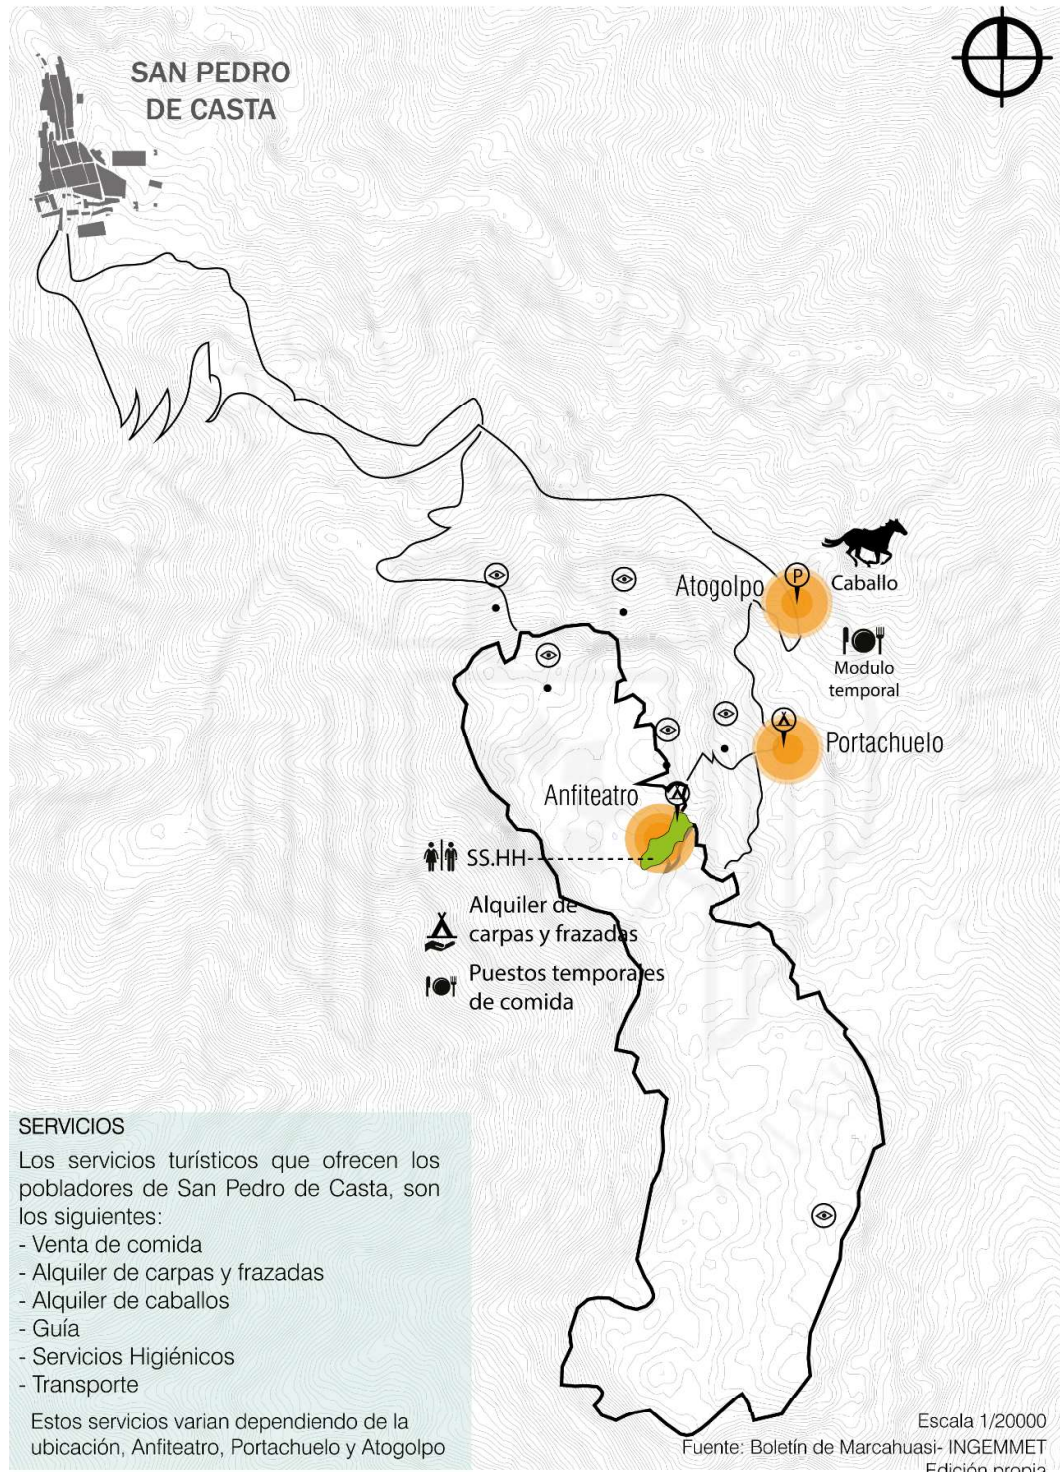 SAN PEDRO
DE CASTA
P
Atogolpo
Caballo
Modulo
temporal
Portachuelo
Anfiteatro
SS.HH
Alquiler de
carpas y frazadas
Puestos temporales
de comida
SERVICIOS
Los servicios turísticos que ofrecen los
pobladores de San Pedro de Casta, son
los siguientes:
- Venta de comida
- Alquiler de carpas y frazadas
- Alquiler de caballos
- Guía
- Servicios Higiénicos
- Transporte
Estos servicios varian dependiendo de la
ubicación, Anfiteatro, Portachuelo y Atogolpo
Escala 1/20000
Fuente: Boletín de Marcahuasi- INGEMMET
Edición propia